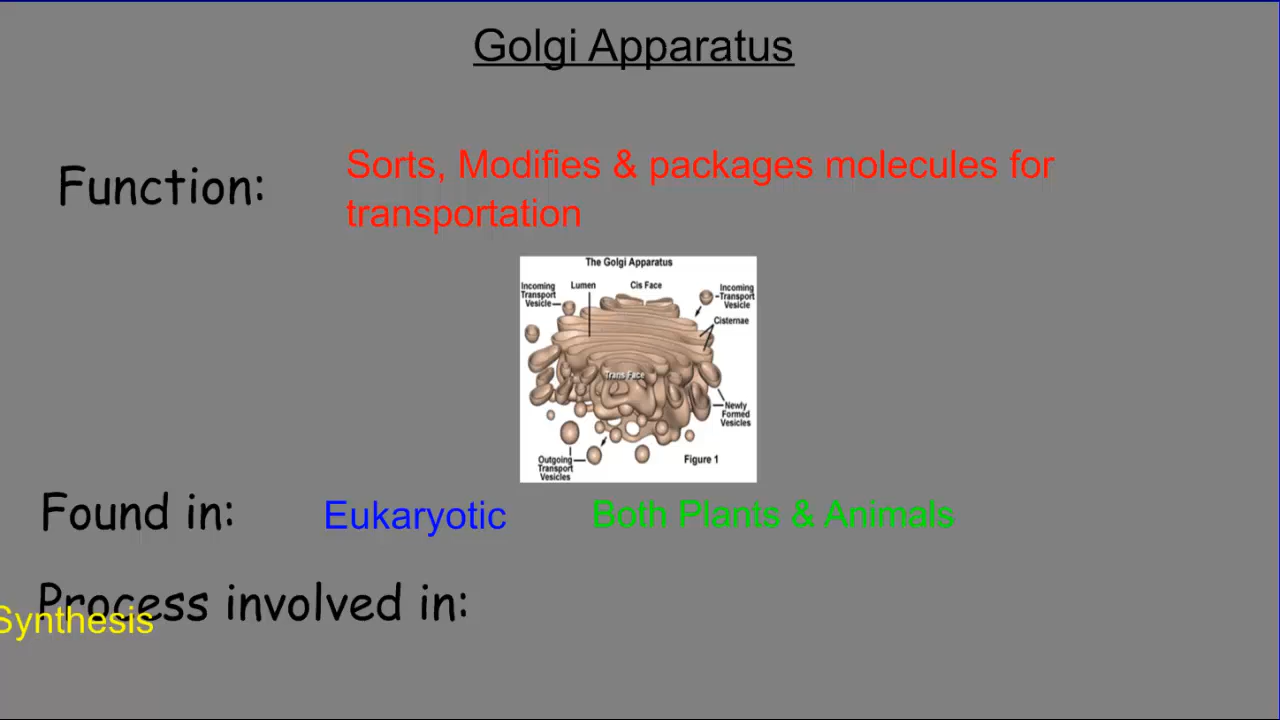 Golgi Apparatus
Function:
Sorts, Modifies & packages molecules for
transportation
The Golgi Apparatus
Incoming
Transport
Vesicle
Lumen
Cis Face
Incoming
Transport
Vesicle
Cisternae
Trans Face
Newly
Formed
Vesicles
Outgoing
Transport
Vesicles
Figure 1
Found in:
Eukaryotic
Both Plants & Animals
Process involved in:
Synthesis